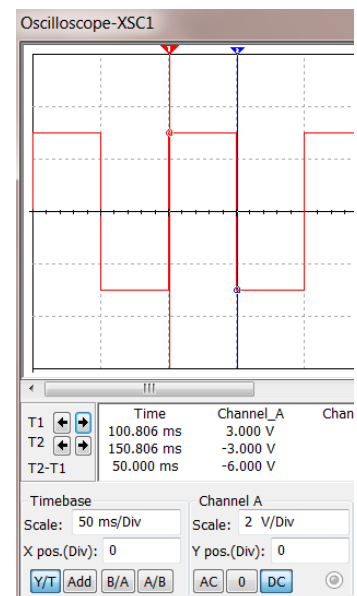 Oscilloscope-XSC1
1
T1
T2
T2-T1
Time Channel_A Chan
100.806 ms 3.000 V
150.806 ms -3.000 V
50.000 ms -6.000 V
Timebase
Scale: 50 ms/Div
X pos.(Div): 0
Y/T Add B/A A/B
Channel A
Scale: 2 V/Div
Y pos.(Div): 0
AC 0 DC